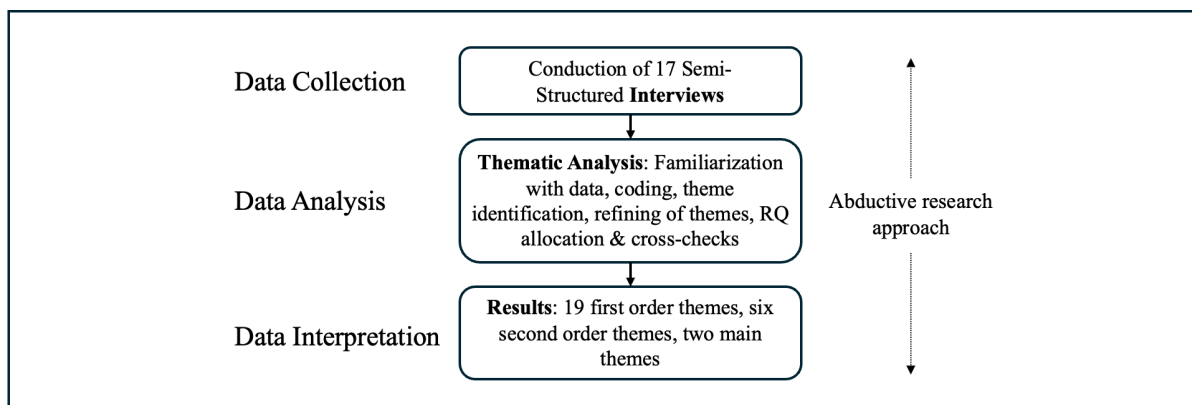 Data Collection
Conduction of 17 Semi-
Structured Interviews
Data Analysis
Thematic Analysis: Familiarization
with data, coding, theme
identification, refining of themes, RQ
allocation & cross-checks
Abductive research
approach
Data Interpretation
Results: 19 first order themes, six
second order themes, two main
themes